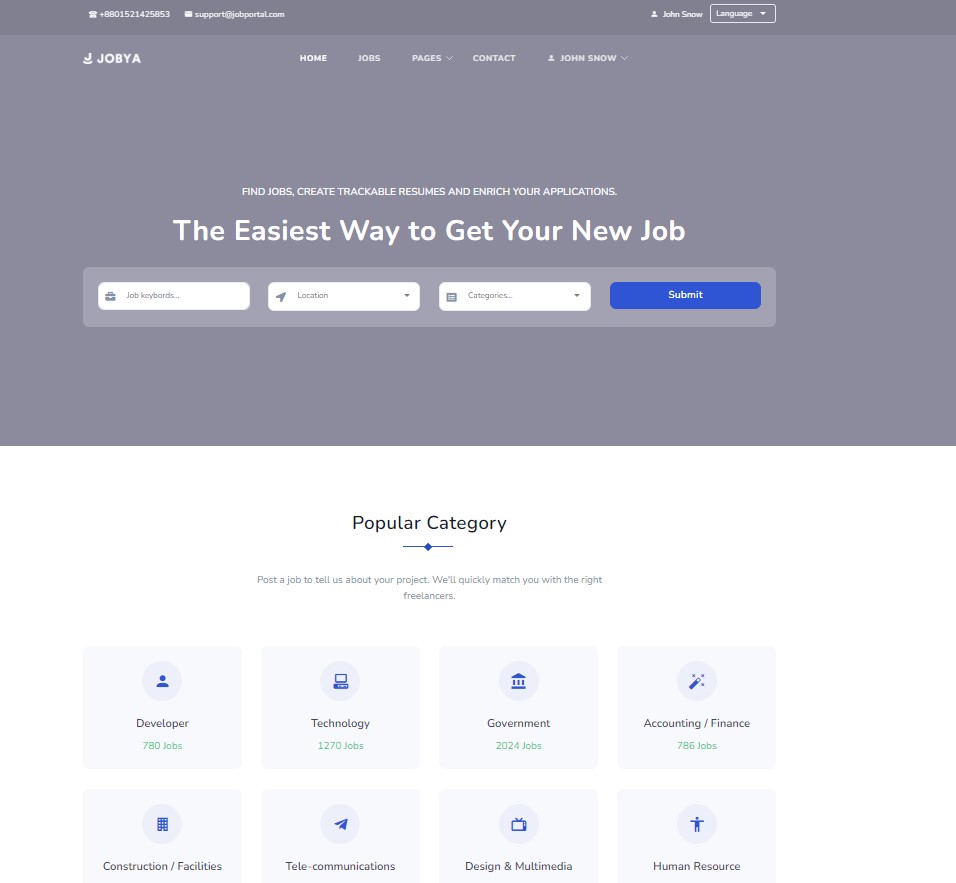 +8801521425853 support@jobportal.com John Snow Language
JOBYA HOME JOBS PAGES CONTACT JOHN SNOW
FIND JOBS, CREATE TRACKABLE RESUMES AND ENRICH YOUR APPLICATIONS.
The Easiest Way to Get Your New Job
Job keybords... Location Categories... Submit
Popular Category
Post a job to tell us about your project. We'll quickly match you with the right
freelancers.
Developer Technology Government Accounting / Finance
780 Jobs 1270 Jobs 2024 Jobs 786 Jobs
Construction / Facilities Tele-communications Design & Multimedia Human Resource